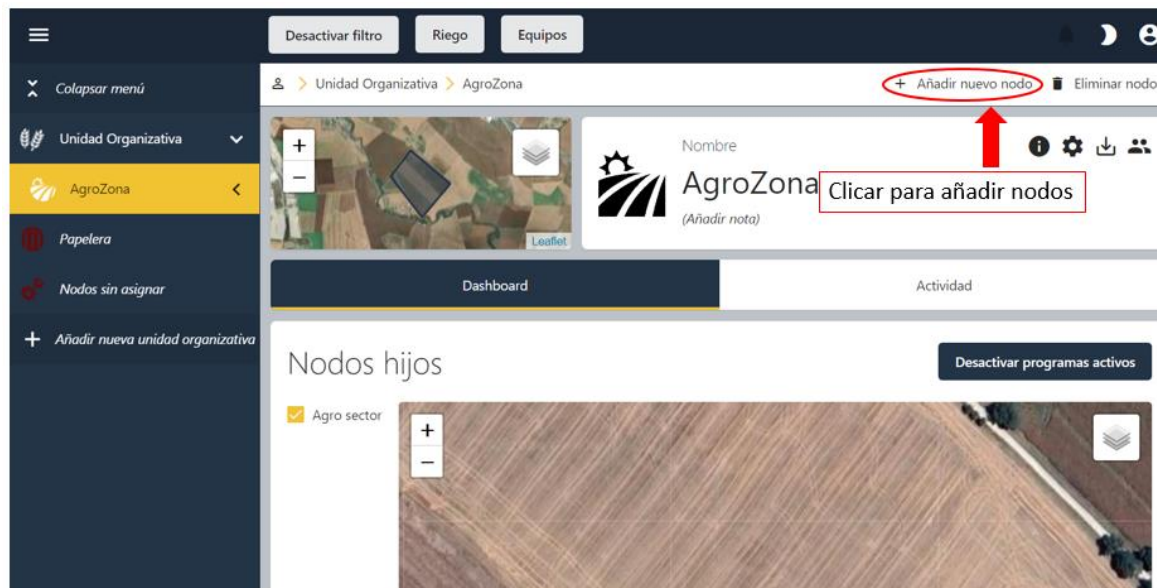 Desactivar filtro
Riego
Equipos
Colapsar menú
Unidad Organizativa
AgroZona
Papelera
Nodos sin asignar
+ Añadir nueva unidad organizativa
> Unidad Organizativa > AgroZona
+ Añadir nuevo nodo
Eliminar nodo
+
−
Leaflet
Nombre
AgroZona
(Añadir nota)
Clicar para añadir nodos
Dashboard
Actividad
Nodos hijos
Desactivar programas activos
Agro sector
+
−